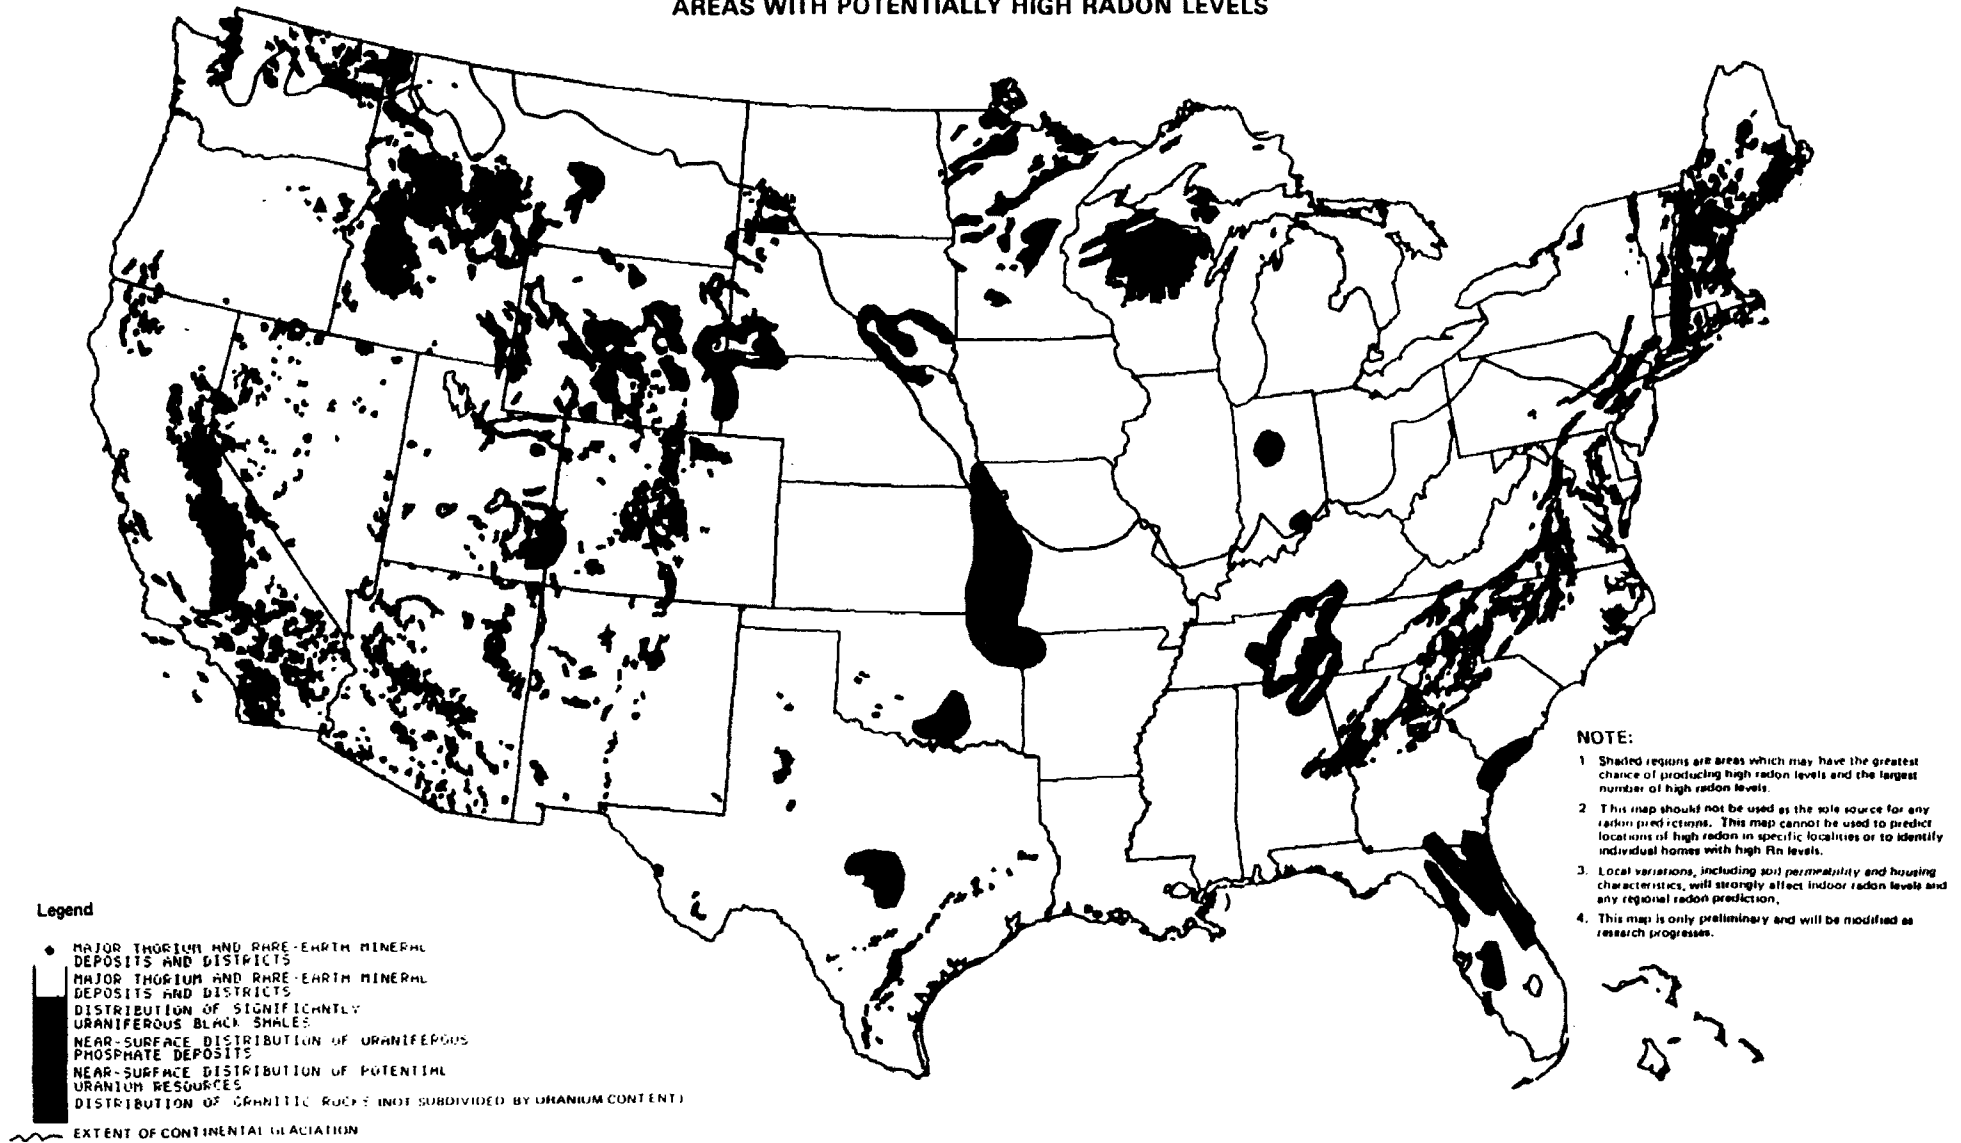 AREAS WITH POTENTIALLY HIGH RADON LEVELS
NOTE:
1 Shaded regions are areas which may have the greatest
chance of producing high radon levels and the largest
number of high radon levels.
2 This map should not be used as the sole source for any
radon predictions. This map cannot be used to predict
locations of high radon in specific localities or to identify
individual homes with high Rn levels.
3. Local variations, including soil permeability and housing
characteristics, will strongly affect indoor radon levels and
any regional radon prediction.
4. This map is only preliminary and will be modified as
research progresses.
Legend
MAJOR THORIUM AND RARE-EARTH MINERAL
DEPOSITS AND DISTRICTS
MAJOR THORIUM AND RARE-EARTH MINERAL
DEPOSITS AND DISTRICTS
DISTRIBUTION OF SIGNIFICANTLY
URANIFEROUS BLACK SHALES
NEAR-SURFACE DISTRIBUTION OF URANIFEROUS
PHOSPHATE DEPOSITS
NEAR-SURFACE DISTRIBUTION OF POTENTIAL
URANIUM RESOURCES
DISTRIBUTION OF GRANITIC ROCKS (NOT SUBDIVIDED BY URANIUM CONTENT)
EXTENT OF CONTINENTAL GLACIATION